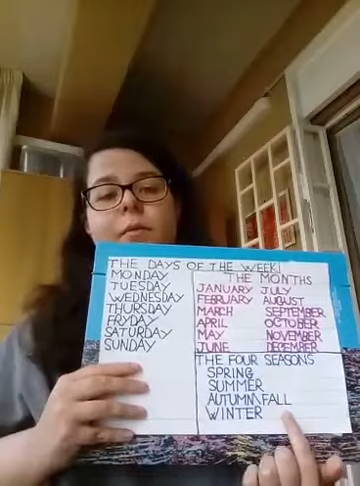 THE DAYS OF THE WEEK!
MONDAY
TUESDAY
WEDNESDAY
THURSDAY
FRYDAY
SATURDAY
SUNDAY
THE MONTHS
JANUARY JULY
FEBRUARY AUGUST
MARCH SEPTEMBER
APRIL OCTOBER
MAY NOVEMBER
JUNE DECEMBER
THE FOUR SEASONS
SPRING
SUMMER
AUTUMN\FALL
WINTER